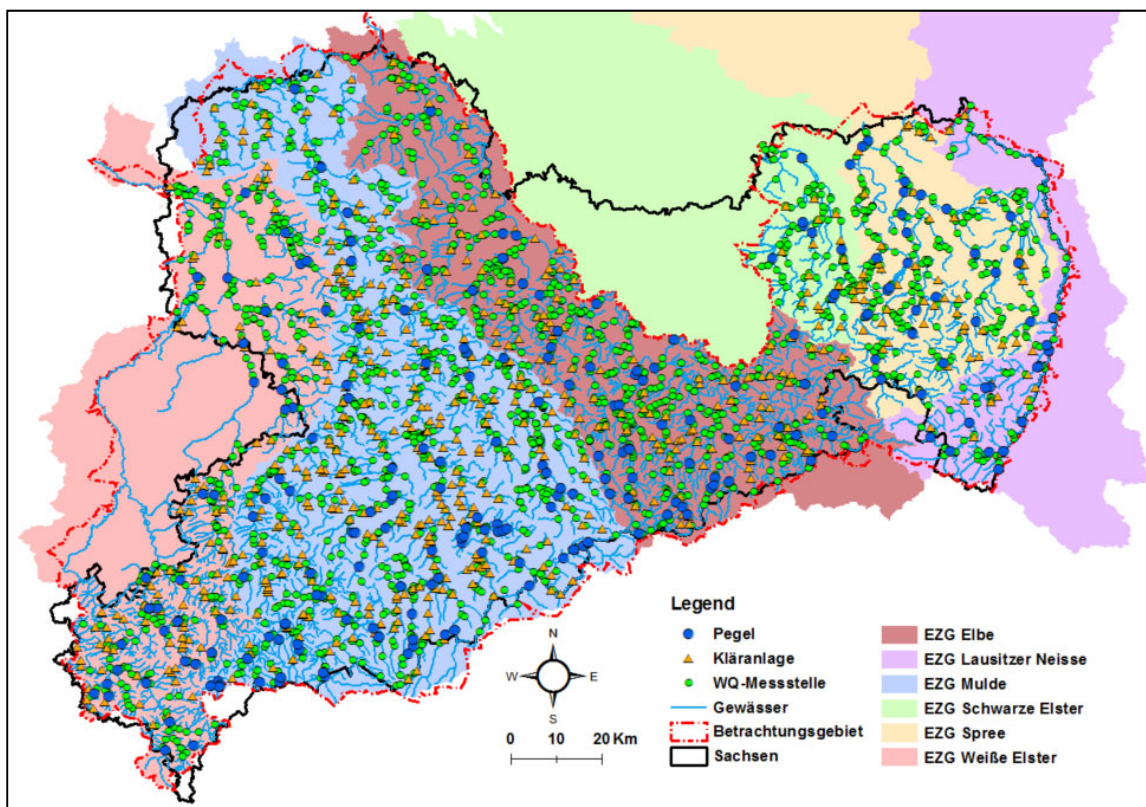 N
W E
S
0 10 20 Km
Legend
Pegel
Kläranlage
WQ-Messstelle
Gewässer
Betrachtungsgebiet
Sachsen
EZG Elbe
EZG Lausitzer Neisse
EZG Mulde
EZG Schwarze Elster
EZG Spree
EZG Weiße Elster